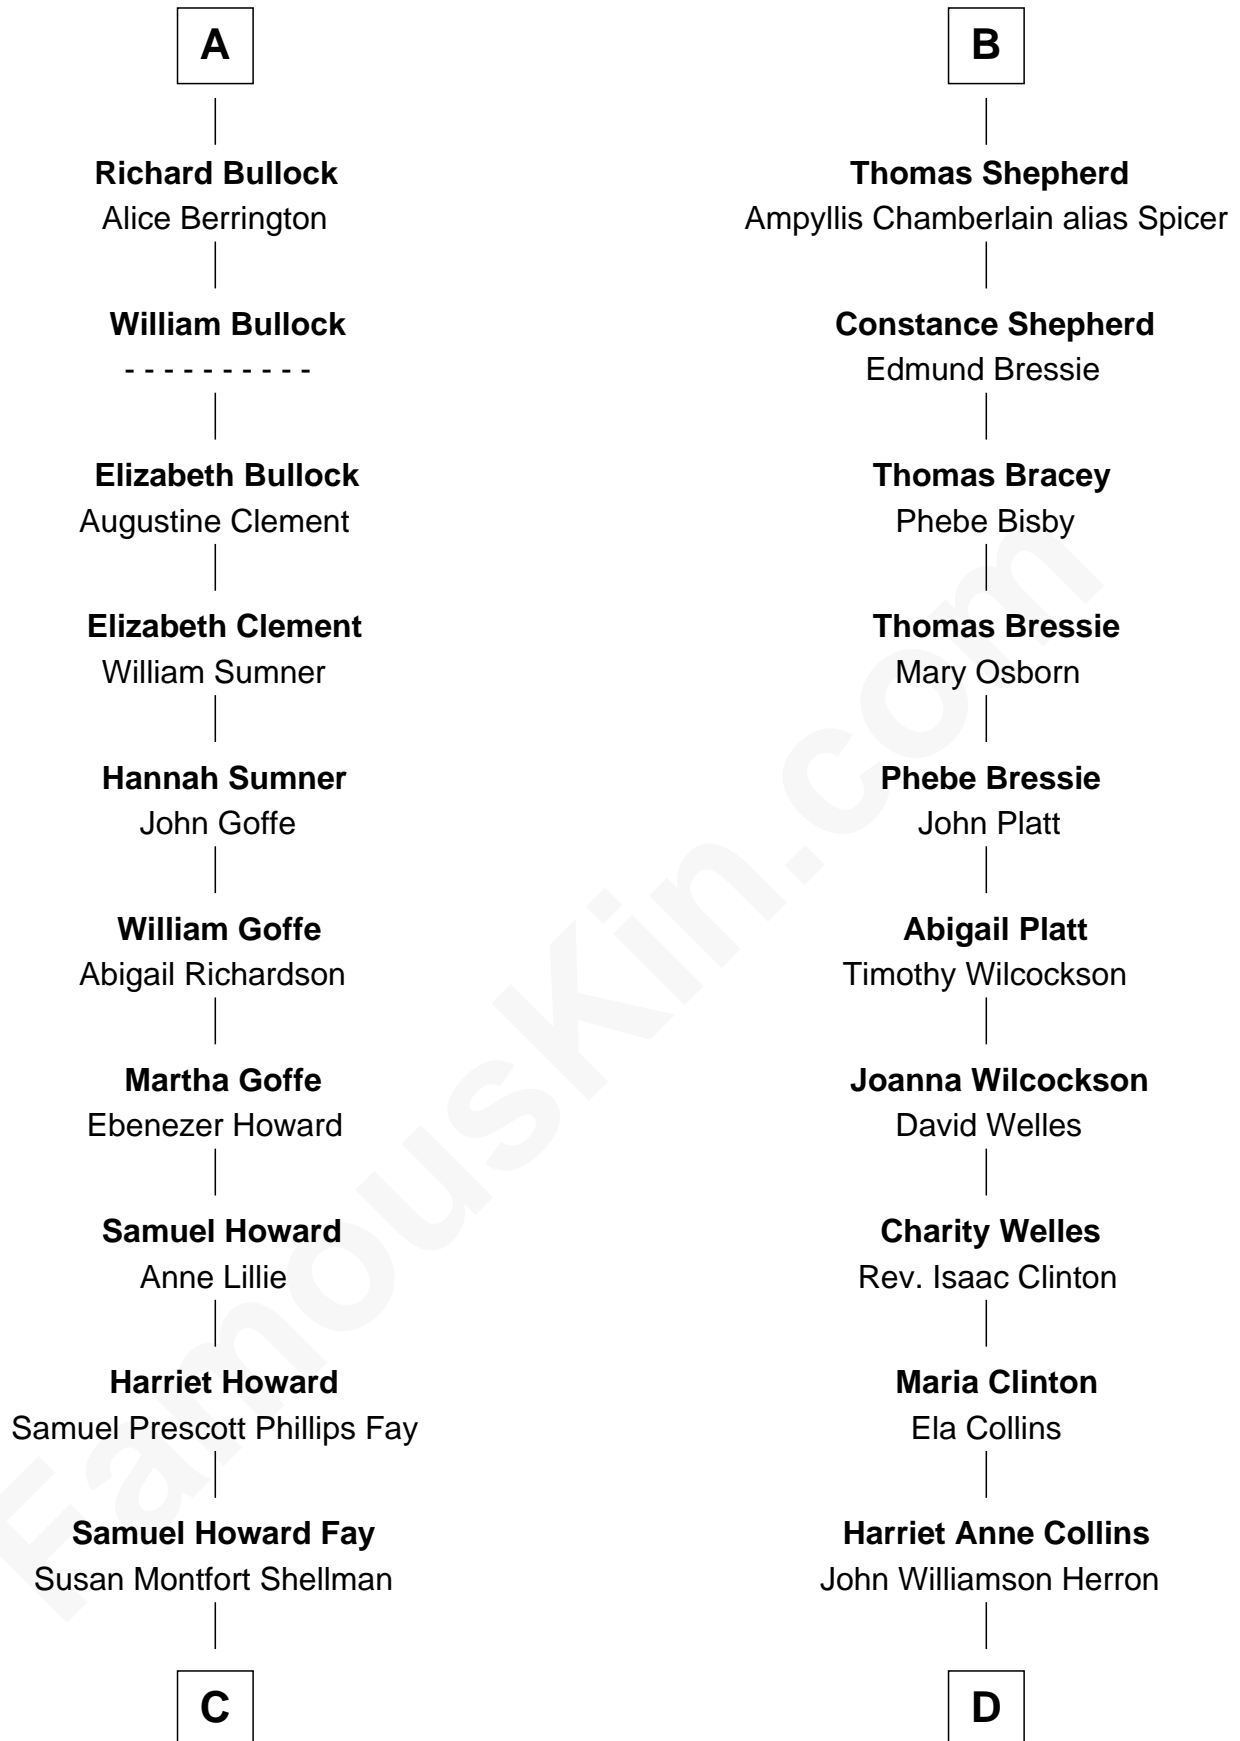 A
Richard Bullock
Alice Berrington
William Bullock
- - - - - - - - - -
Elizabeth Bullock
Augustine Clement
Elizabeth Clement
William Sumner
Hannah Sumner
John Goffe
William Goffe
Abigail Richardson
Martha Goffe
Ebenezer Howard
Samuel Howard
Anne Lillie
Harriet Howard
Samuel Prescott Phillips Fay
Samuel Howard Fay
Susan Montfort Shellman
C
B
Thomas Shepherd
Ampyllis Chamberlain alias Spicer
Constance Shepherd
Edmund Bressie
Thomas Bracey
Phebe Bisby
Thomas Bressie
Mary Osborn
Phebe Bressie
John Platt
Abigail Platt
Timothy Wilcockson
Joanna Wilcockson
David Welles
Charity Welles
Rev. Isaac Clinton
Maria Clinton
Ela Collins
Harriet Anne Collins
John Williamson Herron
D
FamousKin.com